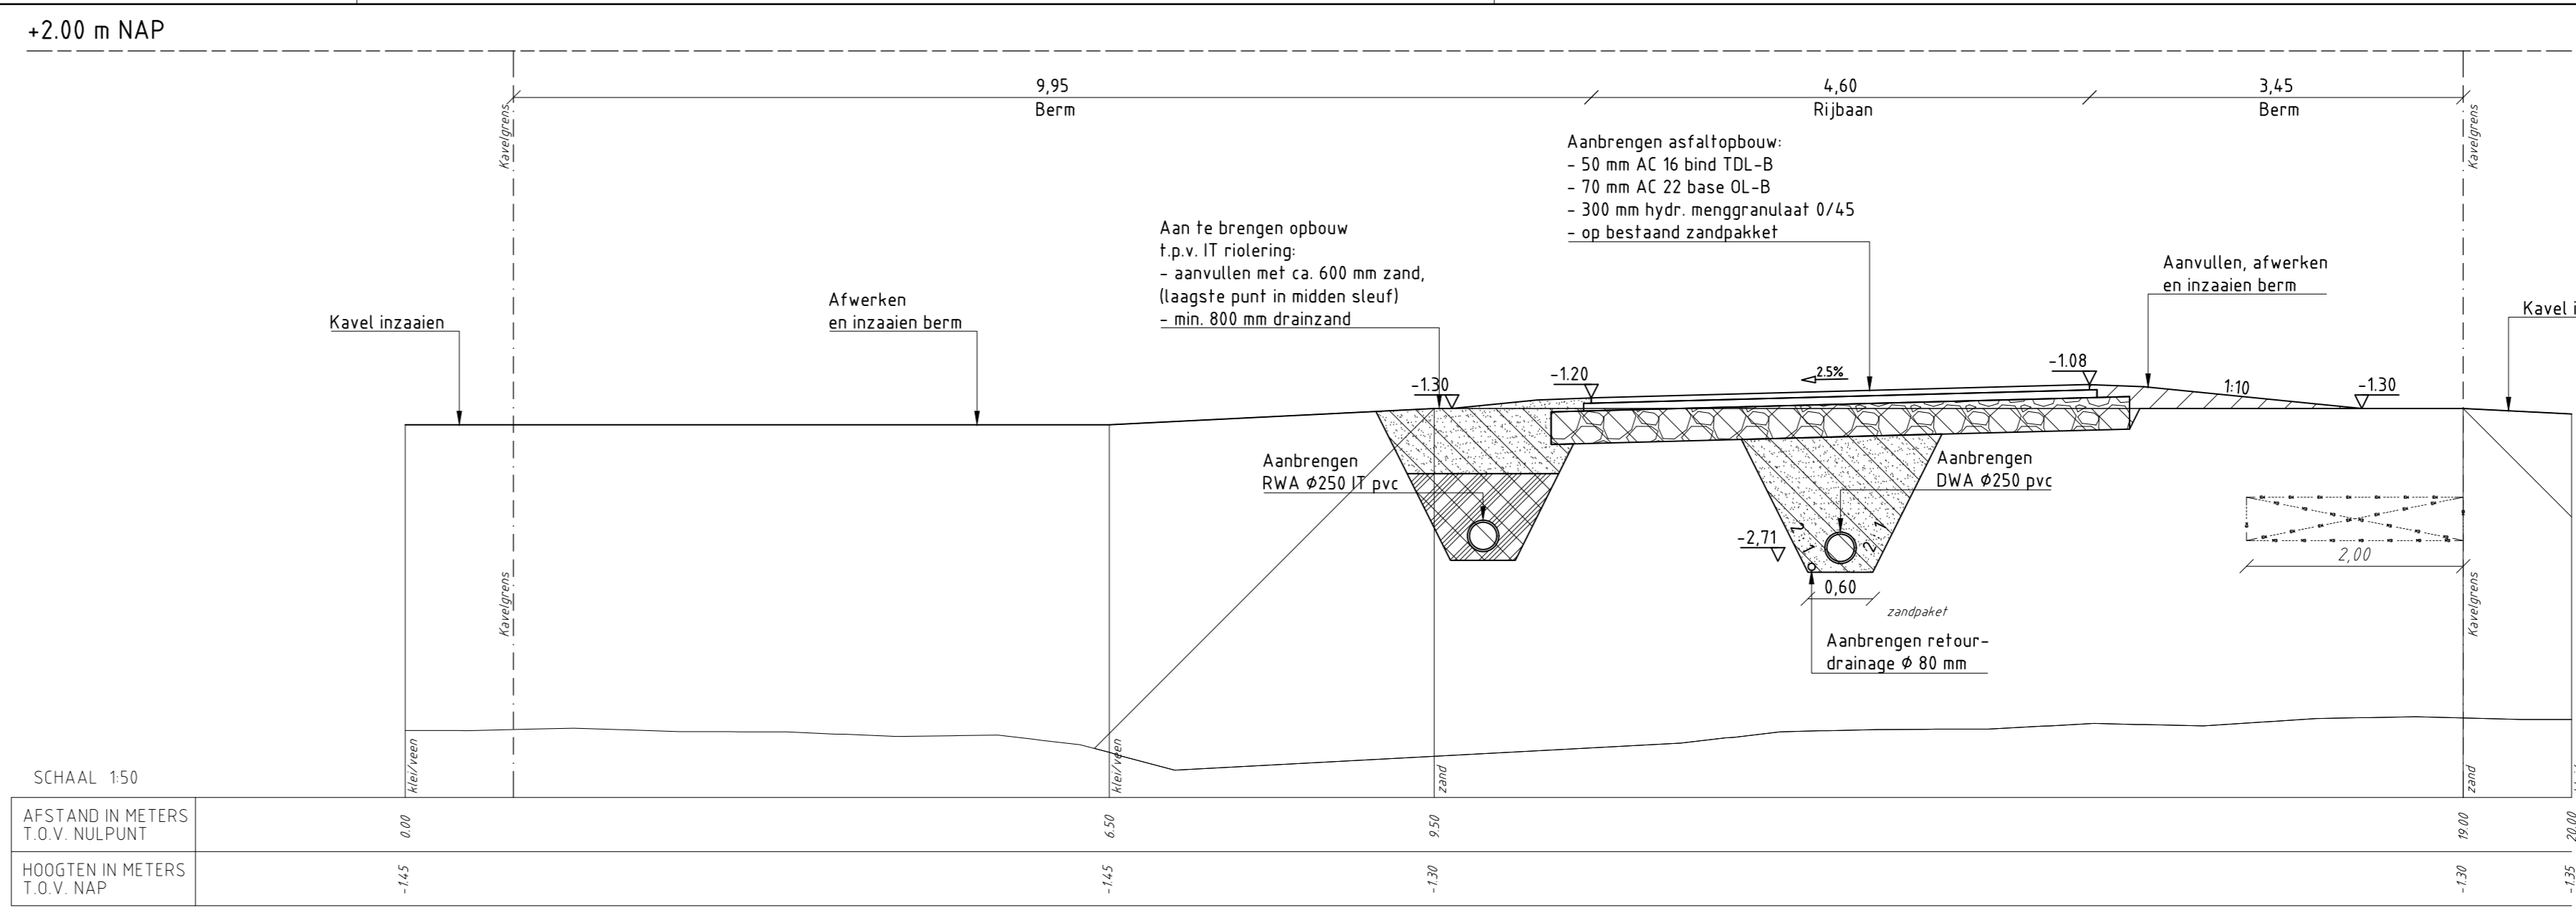 +2.00 m NAP
9,95
Berm
4,60
Rijbaan
3,45
Berm
Kavelgrens
Kavelgrens
Aanbrengen asfaltopbouw:
- 50 mm AC 16 bind TDL-B
- 70 mm AC 22 base OL-B
- 300 mm hydr. menggranulaat 0/45
- op bestaand zandpakket
Aan te brengen opbouw
t.p.v. IT riolering:
- aanvullen met ca. 600 mm zand,
(laagste punt in midden sleuf)
- min. 800 mm drainzand
Aanvullen, afwerken
en inzaaien berm
Afwerken
en inzaaien berm
Kavel inzaaien
Kavel i
-1.30
-1.20
2.5%
-1.08
1:10
-1.30
Aanbrengen
RWA Ø250 IT pvc
Aanbrengen
DWA Ø250 pvc
2
1
1
2
-2,71
0,60
2,00
zandpaket
Aanbrengen retour-
drainage Ø 80 mm
Kavelgrens
Kavelgrens
klei/veen
klei/veen
zand
zand
SCHAAL 1:50
AFSTAND IN METERS
T.O.V. NULPUNT
0.00
6.50
9.50
19.00
20.00
HOOGTEN IN METERS
T.O.V. NAP
-1.45
-1.45
-1.30
-1.30
-1.35